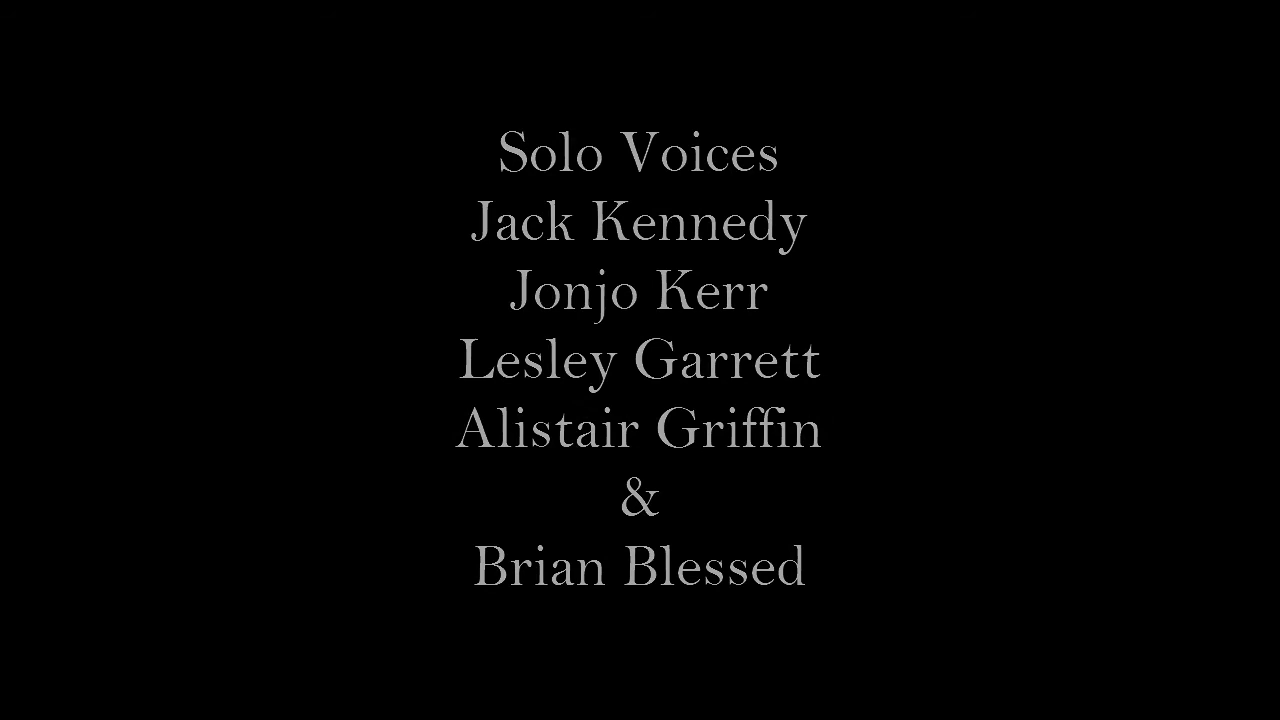 Solo Voices
Jack Kennedy
Jonjo Kerr
Lesley Garrett
Alistair Griffin
&
Brian Blessed